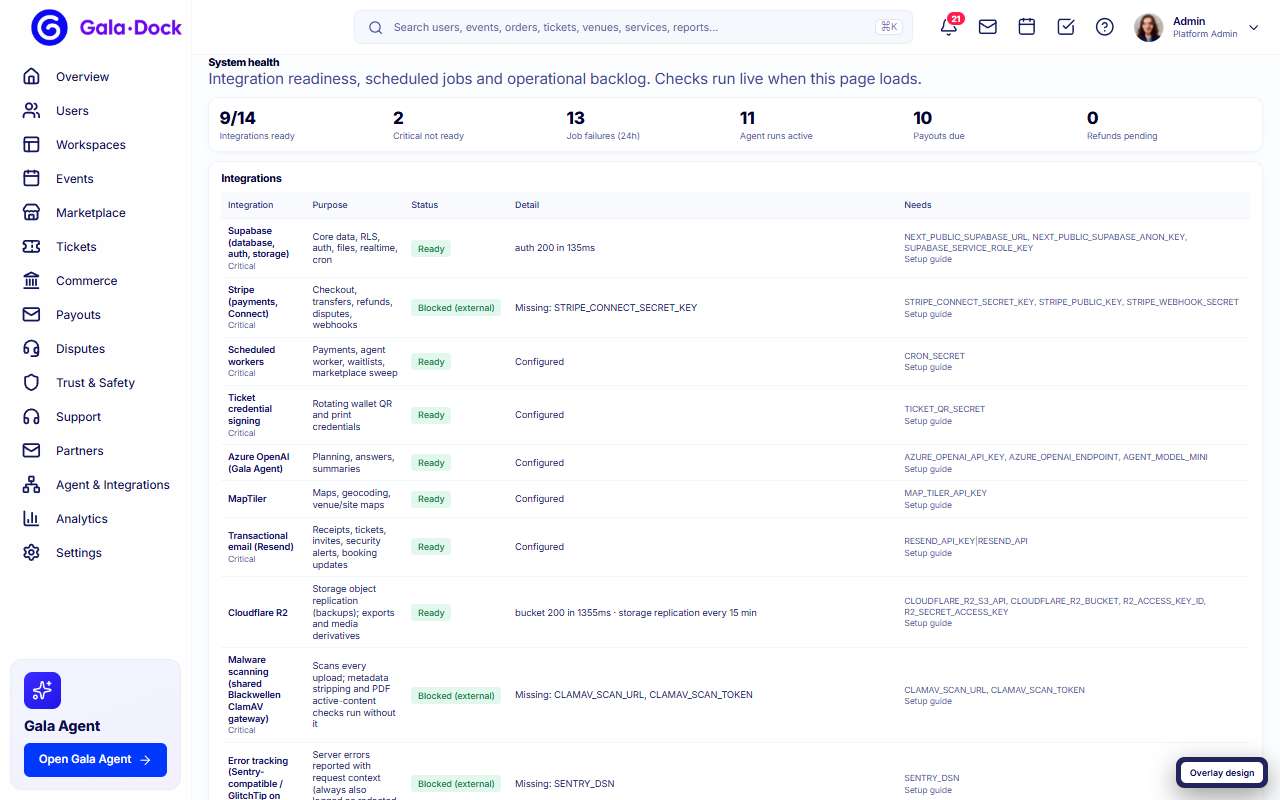 Gala·Dock
Search users, events, orders, tickets, venues, services, reports...
⌘K
21
Admin
Platform Admin
Overview
Users
Workspaces
Events
Marketplace
Tickets
Commerce
Payouts
Disputes
Trust & Safety
Support
Partners
Agent & Integrations
Analytics
Settings
Gala Agent
Open Gala Agent →
System health
Integration readiness, scheduled jobs and operational backlog. Checks run live when this page loads.
9/14
Integrations ready
2
Critical not ready
13
Job failures (24h)
11
Agent runs active
10
Payouts due
0
Refunds pending
Integrations
Integration
Purpose
Status
Detail
Needs
Supabase
(database,
auth, storage)
Critical
Core data, RLS,
auth, files, realtime,
cron
Ready
auth 200 in 135ms
NEXT_PUBLIC_SUPABASE_URL, NEXT_PUBLIC_SUPABASE_ANON_KEY,
SUPABASE_SERVICE_ROLE_KEY
Setup guide
Stripe
(payments,
Connect)
Critical
Checkout,
transfers, refunds,
disputes,
webhooks
Blocked (external)
Missing: STRIPE_CONNECT_SECRET_KEY
STRIPE_CONNECT_SECRET_KEY, STRIPE_PUBLIC_KEY, STRIPE_WEBHOOK_SECRET
Setup guide
Scheduled
workers
Critical
Payments, agent
worker, waitlists,
marketplace sweep
Ready
Configured
CRON_SECRET
Setup guide
Ticket
credential
signing
Critical
Rotating wallet QR
and print
credentials
Ready
Configured
TICKET_QR_SECRET
Setup guide
Azure OpenAI
(Gala Agent)
Planning, answers,
summaries
Ready
Configured
AZURE_OPENAI_API_KEY, AZURE_OPENAI_ENDPOINT, AGENT_MODEL_MINI
Setup guide
MapTiler
Maps, geocoding,
venue/site maps
Ready
Configured
MAP_TILER_API_KEY
Setup guide
Transactional
email (Resend)
Critical
Receipts, tickets,
invites, security
alerts, booking
updates
Ready
Configured
RESEND_API_KEY|RESEND_API
Setup guide
Cloudflare R2
Storage object
replication
(backups); exports
and media
derivatives
Ready
bucket 200 in 1355ms · storage replication every 15 min
CLOUDFLARE_R2_S3_API, CLOUDFLARE_R2_BUCKET, R2_ACCESS_KEY_ID,
R2_SECRET_ACCESS_KEY
Setup guide
Malware
scanning
(shared
Blackwellen
ClamAV
gateway)
Critical
Scans every
upload; metadata
stripping and PDF
active-content
checks run without
it
Blocked (external)
Missing: CLAMAV_SCAN_URL, CLAMAV_SCAN_TOKEN
CLAMAV_SCAN_URL, CLAMAV_SCAN_TOKEN
Setup guide
Error tracking
(Sentry-
compatible /
GlitchTip on
Server errors
reported with
request context
(always also
logged as redacted
Blocked (external)
Missing: SENTRY_DSN
SENTRY_DSN
Setup guide
Overlay design